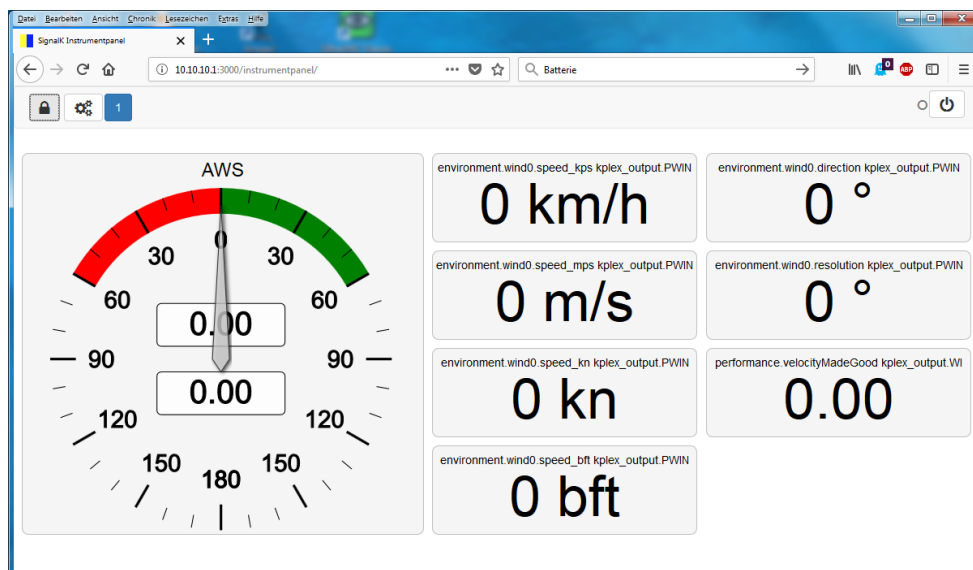 Datei Bearbeiten Ansicht Chronik Lesezeichen Extras Hilfe
SignalK Instrumentpanel
10.10.10.1:3000/instrumentpanel/
Batterie
0
ABP
1
AWS
0
30 30
60 60
0.00
90 90
0.00
120 120
150 150
180
environment.wind0.speed_kps kplex_output.PWIN
0 km/h
environment.wind0.direction kplex_output.PWIN
0 °
environment.wind0.speed_mps kplex_output.PWIN
0 m/s
environment.wind0.resolution kplex_output.PWIN
0 °
environment.wind0.speed_kn kplex_output.PWIN
0 kn
performance.velocityMadeGood kplex_output.WI
0.00
environment.wind0.speed_bft kplex_output.PWIN
0 bft